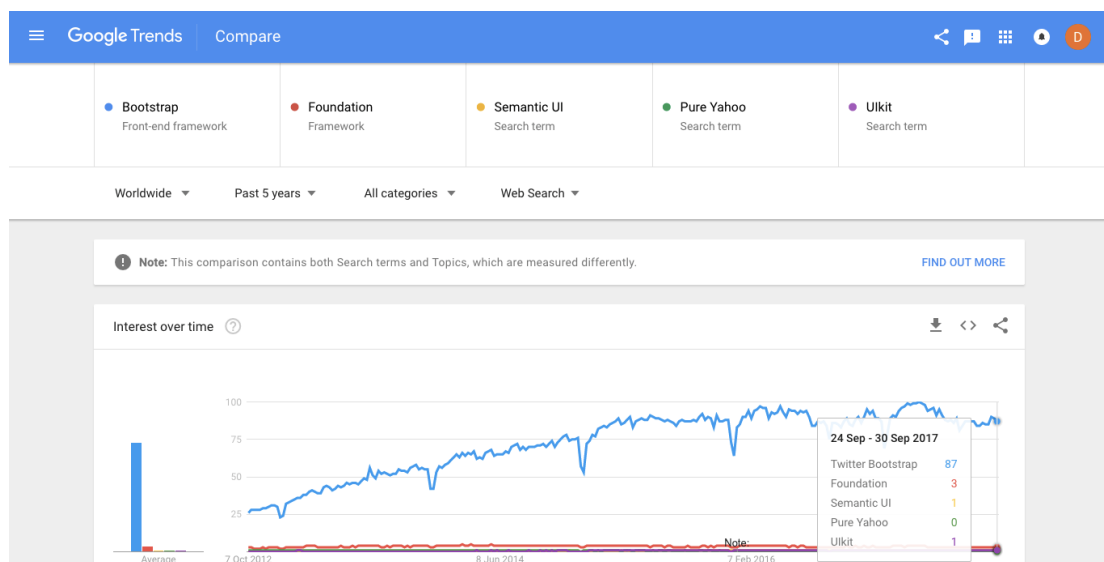 Google Trends Compare
D
Bootstrap
Front-end framework
Foundation
Framework
Semantic UI
Search term
Pure Yahoo
Search term
UIkit
Search term
Worldwide Past 5 years All categories Web Search
! Note: This comparison contains both Search terms and Topics, which are measured differently. FIND OUT MORE
Interest over time ?
100
75
50
25
Average
7 Oct 2012 8 Jun 2014 7 Feb 2016
Note:
24 Sep - 30 Sep 2017
Twitter Bootstrap 87
Foundation 3
Semantic UI 1
Pure Yahoo 0
UIkit 1